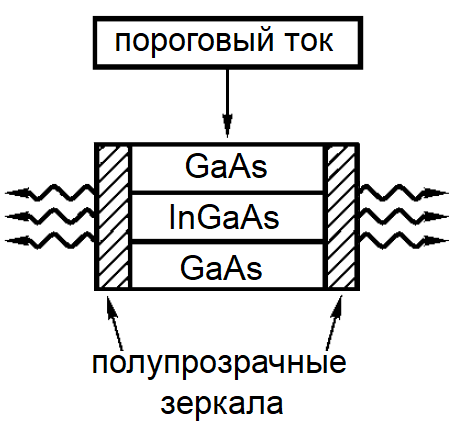 пороговый ток
GaAs
InGaAs
GaAs
полупрозрачные
зеркала